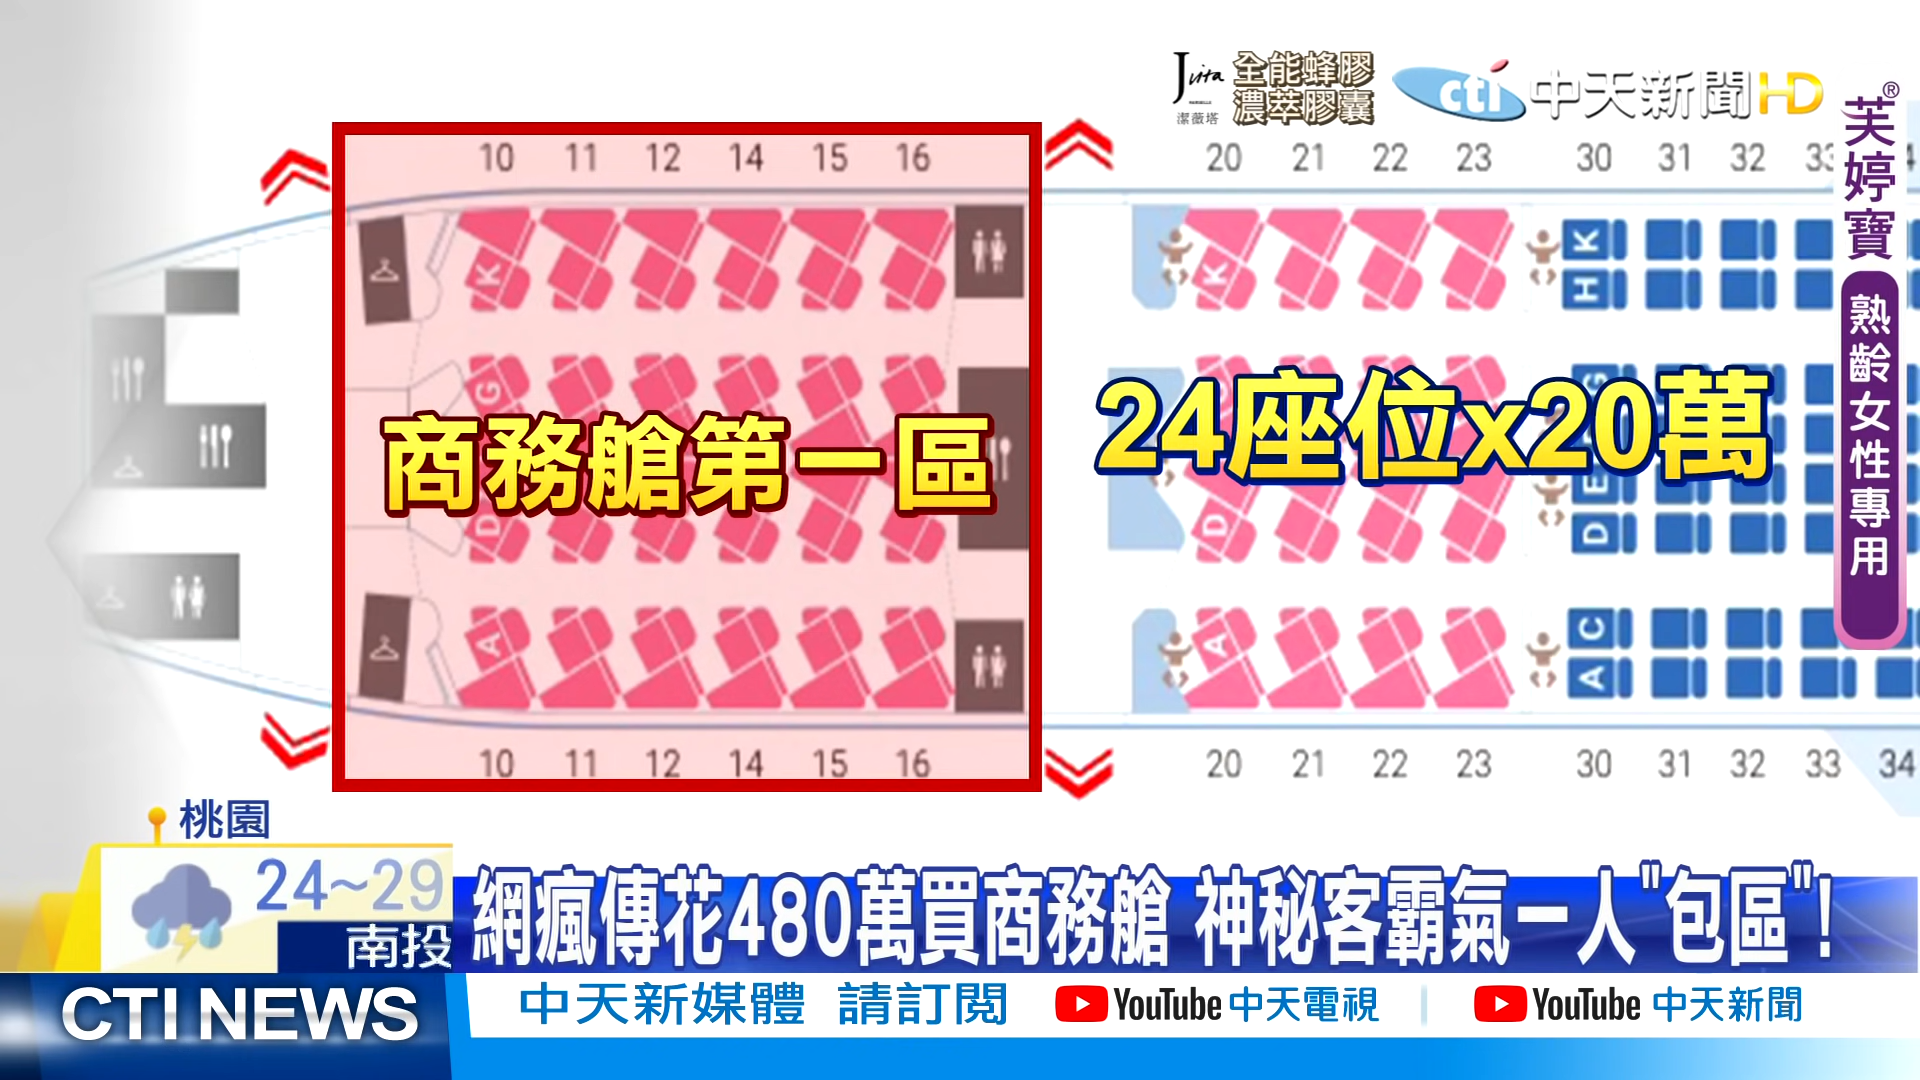 Jvita
MARSEILLE
潔薇塔
全能蜂膠
濃萃膠囊
cti 中天新聞HD
芙婷寶®
熟齡女性專用
10 11 12 14 15 16 20 21 22 23 30 31 32 33
K K K
H
G G G
商務艙第一區
24座位x20萬
E
D D D
C
A A A
10 11 12 14 15 16 20 21 22 23 30 31 32 33 34
桃園
24~29
南投
網瘋傳花480萬買商務艙 神秘客霸氣一人"包區"!
CTI NEWS
中天新媒體 請訂閱 YouTube 中天電視 | YouTube 中天新聞